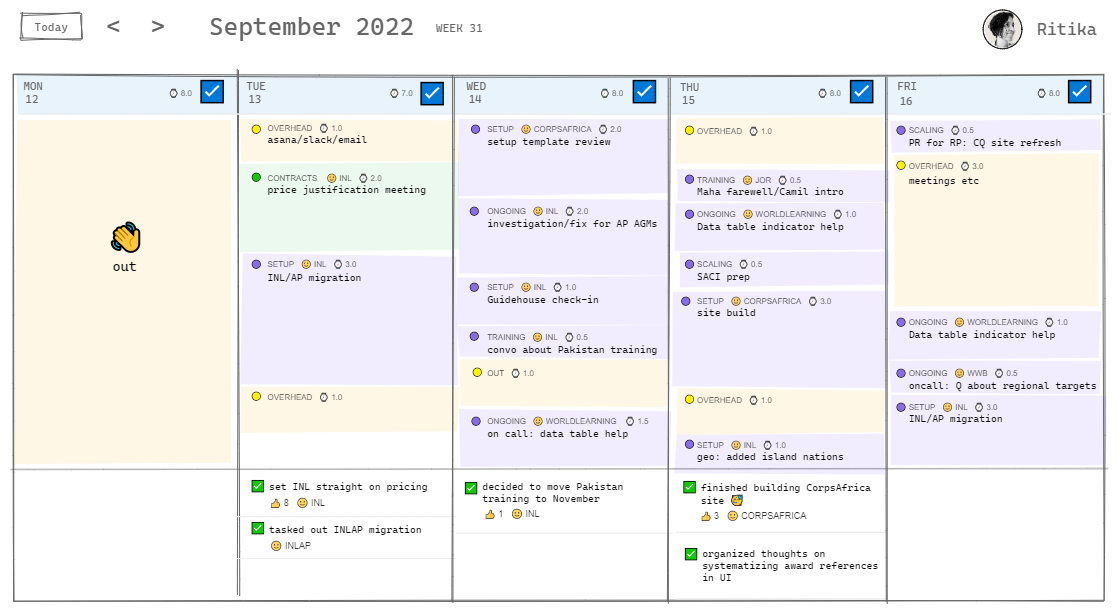 Today < > September 2022 WEEK 31 Ritika
MON
12
8.0
out
TUE
13
7.0
OVERHEAD 1.0
asana/slack/email
CONTRACTS INL 2.0
price justification meeting
SETUP INL 3.0
INL/AP migration
OVERHEAD 1.0
set INL straight on pricing
8 INL
tasked out INLAP migration
INLAP
WED
14
8.0
SETUP CORPSAFRICA 2.0
setup template review
ONGOING INL 2.0
investigation/fix for AP AGMs
SETUP INL 1.0
Guidehouse check-in
TRAINING INL 0.5
convo about Pakistan training
OUT 1.0
ONGOING WORLDLEARNING 1.5
on call: data table help
decided to move Pakistan
training to November
1 INL
THU
15
8.0
OVERHEAD 1.0
TRAINING JOR 0.5
Maha farewell/Camil intro
ONGOING WORLDLEARNING 1.0
Data table indicator help
SCALING 0.5
SACI prep
SETUP CORPSAFRICA 3.0
site build
OVERHEAD 1.0
SETUP INL 1.0
geo: added island nations
finished building CorpsAfrica
site
3 CORPSAFRICA
organized thoughts on
systematizing award references
in UI
FRI
16
8.0
SCALING 0.5
PR for RP: CQ site refresh
OVERHEAD 3.0
meetings etc
ONGOING WORLDLEARNING 1.0
Data table indicator help
ONGOING WWB 0.5
oncall: Q about regional targets
SETUP INL 3.0
INL/AP migration